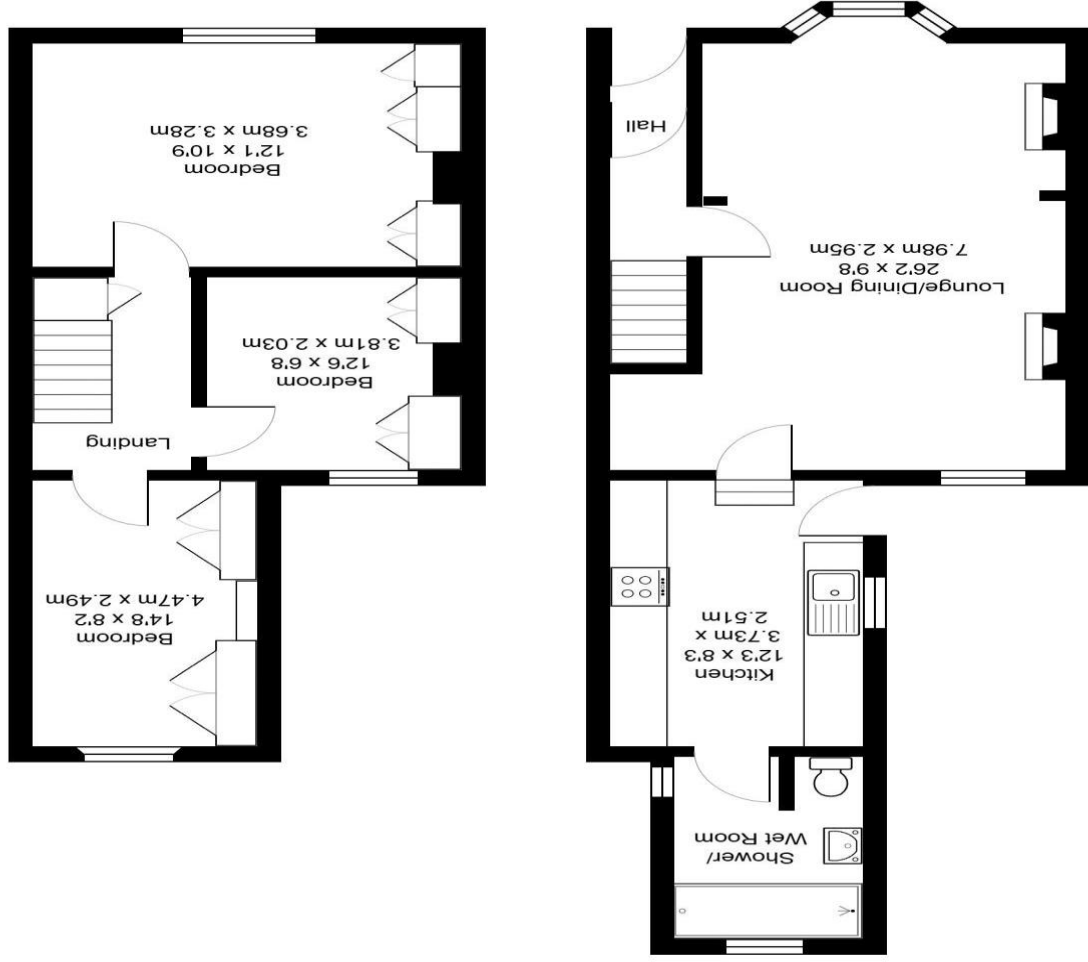 Shower/
Wet Room
Kitchen
12'3 x 8'3
3.73m x
2.51m
Lounge/Dining Room
26'2 x 9'8
7.98m x 2.95m
Hall
Bedroom
14'8 x 8'2
4.47m x 2.49m
Landing
Bedroom
12'6 x 6'8
3.81m x 2.03m
Bedroom
12'1 x 10'9
3.68m x 3.28m